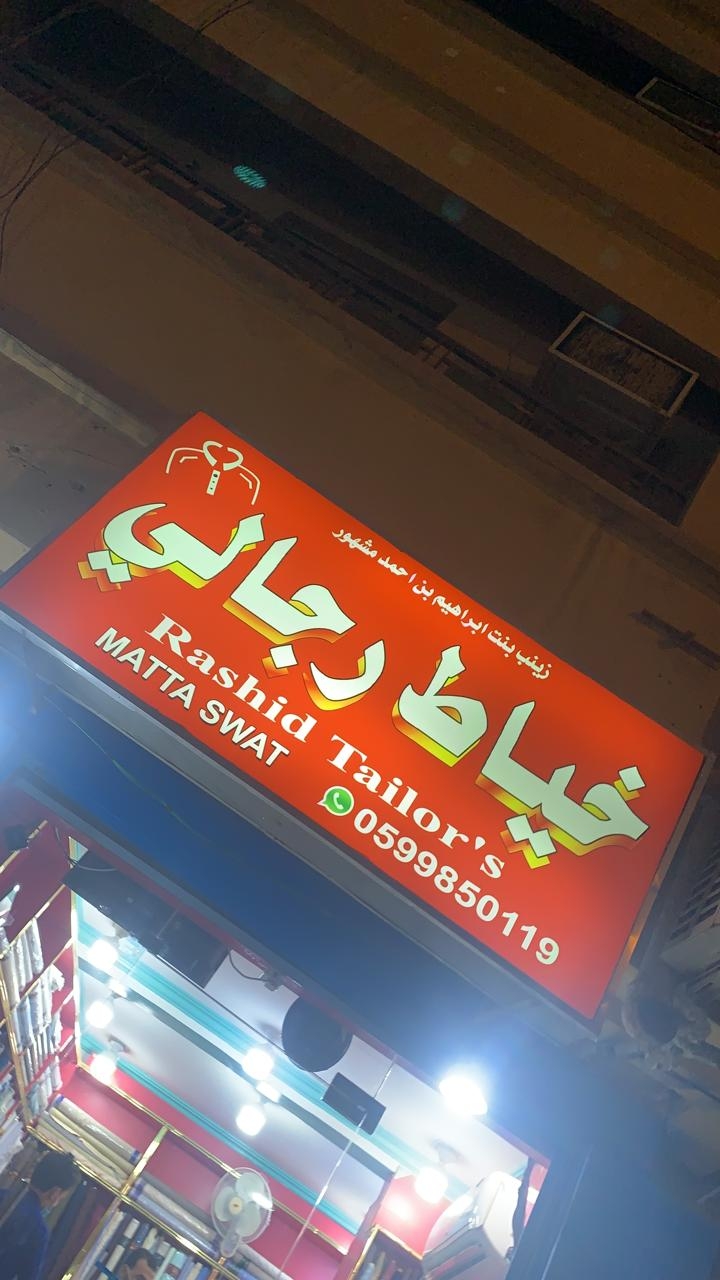 زينب بنت ابراهيم بن احمد مشهور
خياط رجالي
Rashid Tailor's
MATTA SWAT
0599850119